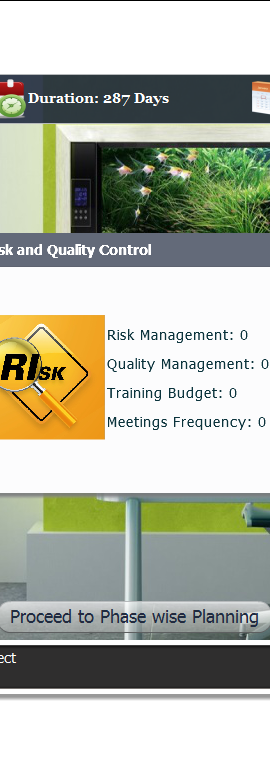 Duration: 287 Days
sk and Quality Control
RISK
Risk Management: 0
Quality Management: 0
Training Budget: 0
Meetings Frequency: 0
Proceed to Phase wise Planning
ect